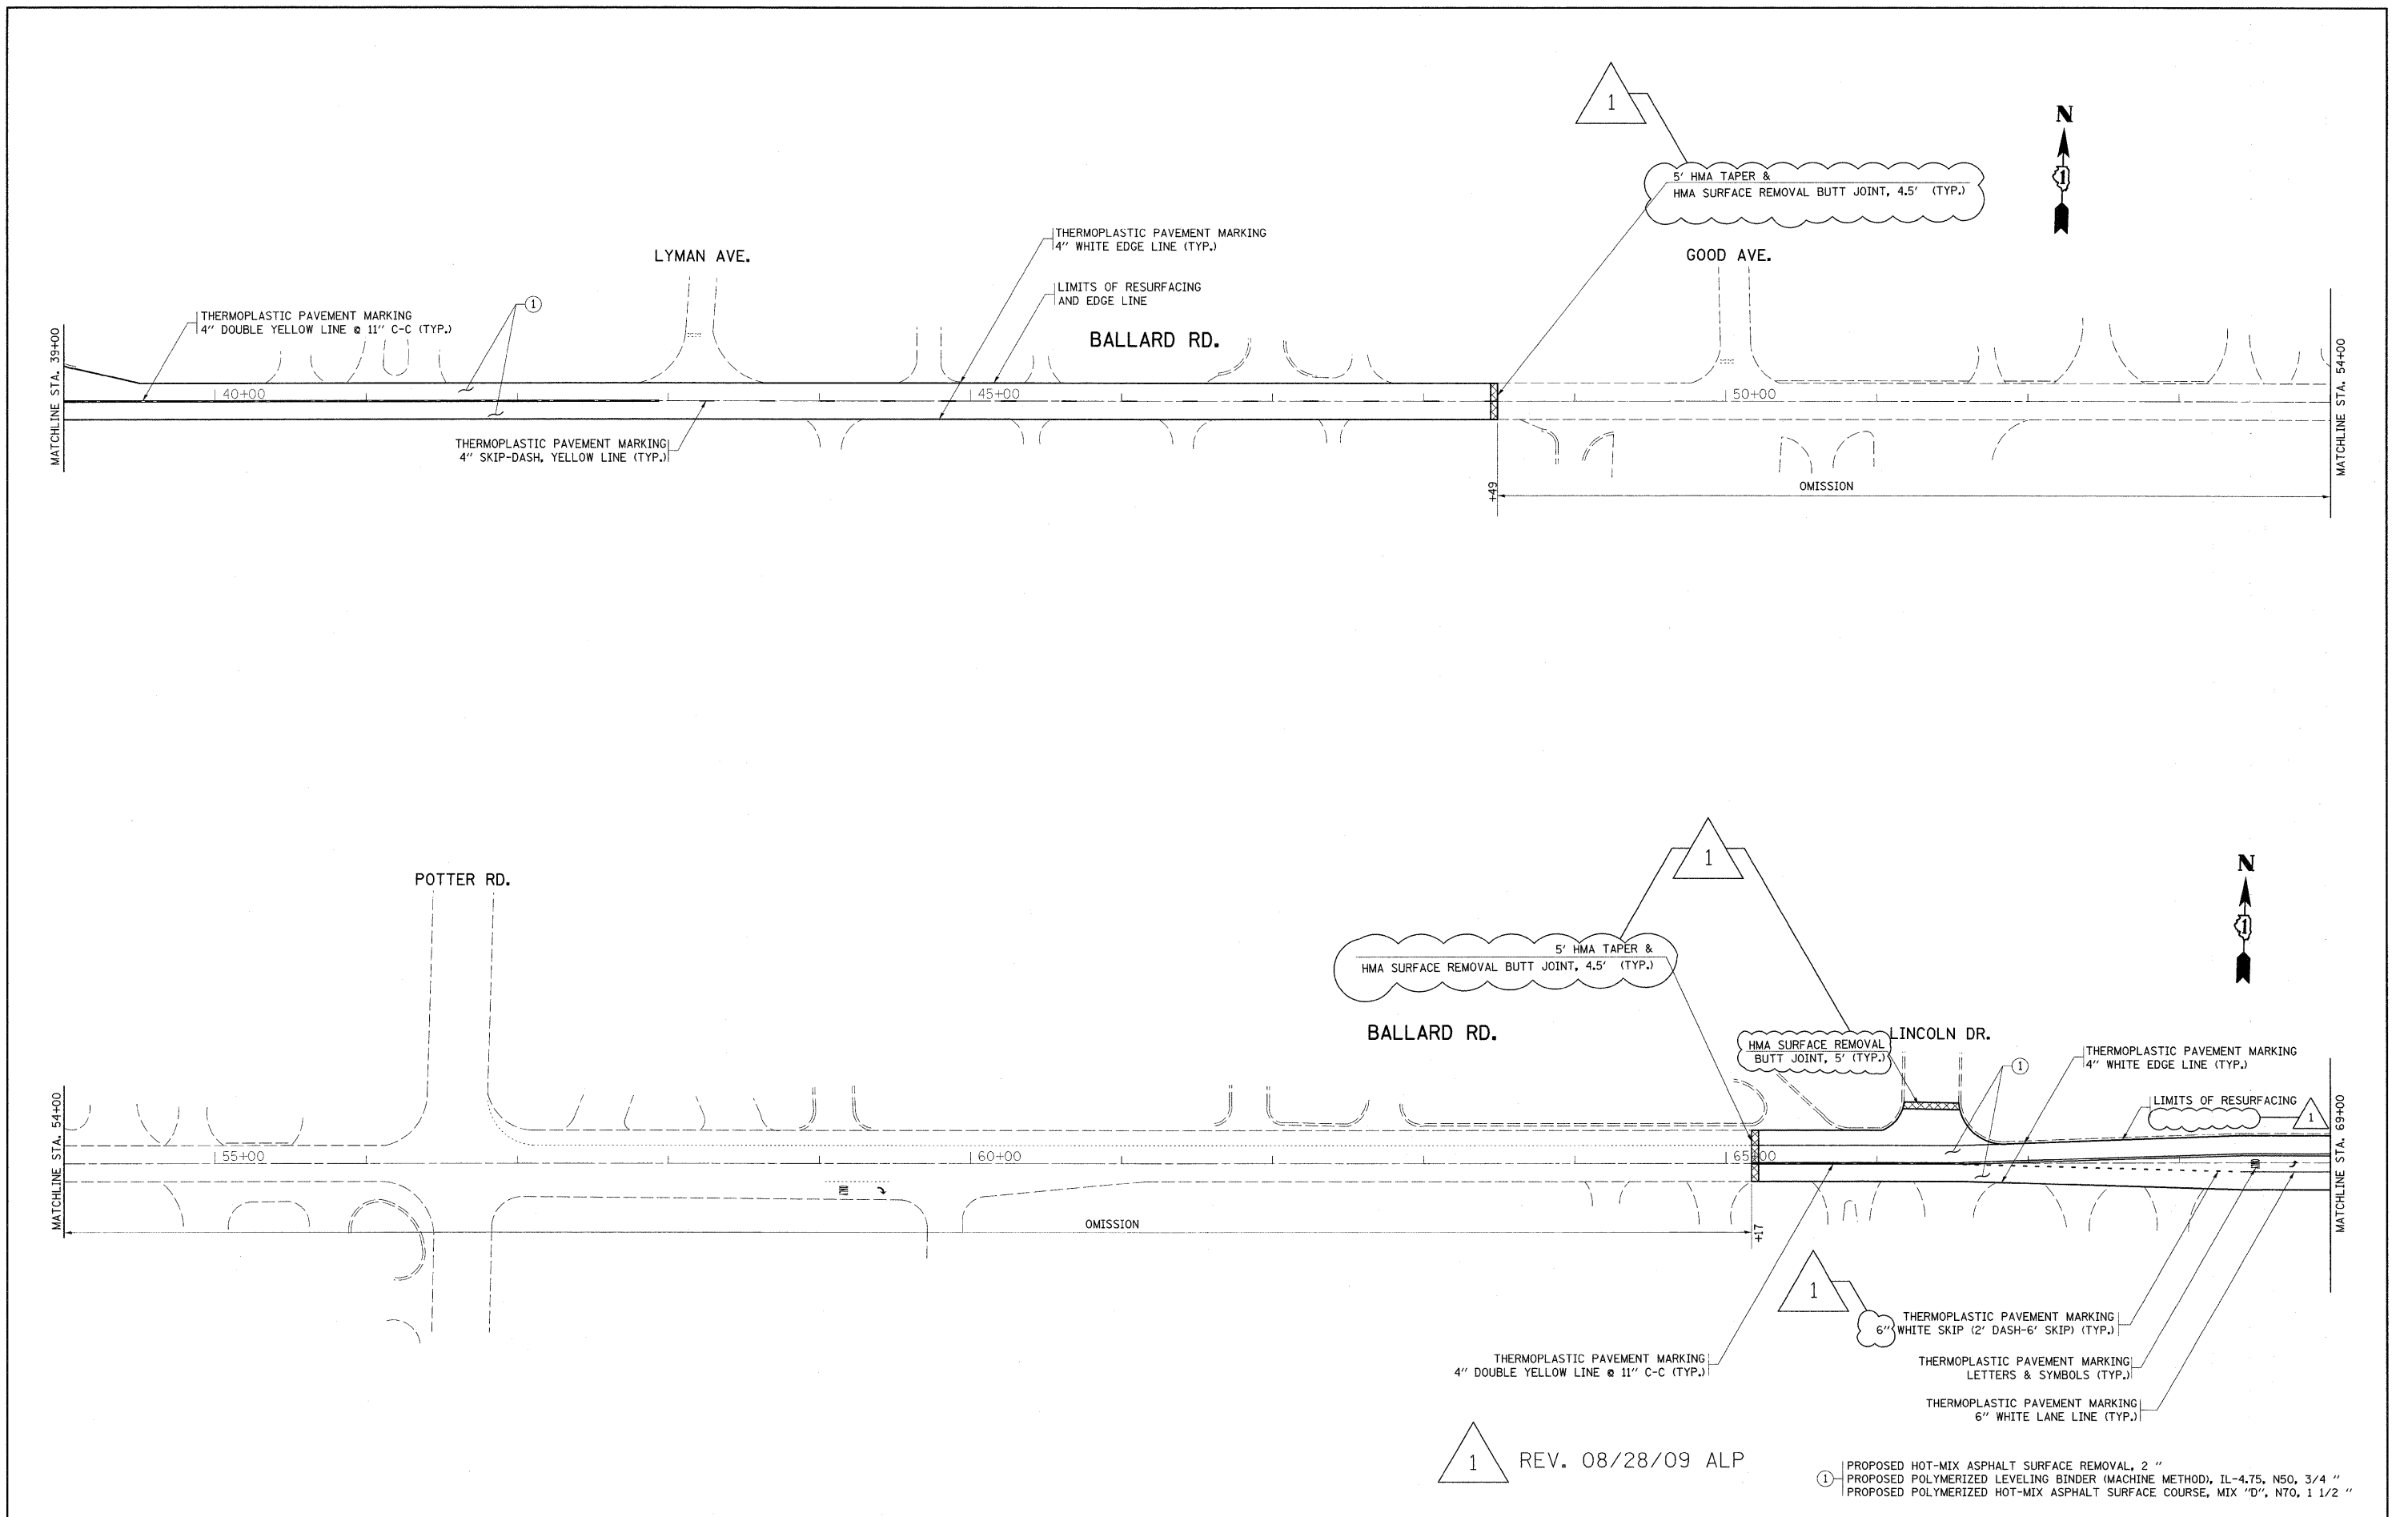 1
N
1
5' HMA TAPER &
HMA SURFACE REMOVAL BUTT JOINT, 4.5' (TYP.)
THERMOPLASTIC PAVEMENT MARKING
4" WHITE EDGE LINE (TYP.)
LYMAN AVE.
GOOD AVE.
LIMITS OF RESURFACING
AND EDGE LINE
1
THERMOPLASTIC PAVEMENT MARKING
4" DOUBLE YELLOW LINE @ 11" C-C (TYP.)
BALLARD RD.
MATCHLINE STA. 39+00
40+00
45+00
50+00
MATCHLINE STA. 54+00
THERMOPLASTIC PAVEMENT MARKING
4" SKIP-DASH, YELLOW LINE (TYP.)
+49
OMISSION
1
N
1
POTTER RD.
5' HMA TAPER &
HMA SURFACE REMOVAL BUTT JOINT, 4.5' (TYP.)
BALLARD RD.
LINCOLN DR.
HMA SURFACE REMOVAL
BUTT JOINT, 5' (TYP.)
1
THERMOPLASTIC PAVEMENT MARKING
4" WHITE EDGE LINE (TYP.)
LIMITS OF RESURFACING
1
MATCHLINE STA. 54+00
55+00
60+00
65+00
MATCHLINE STA. 69+00
OMISSION
+17
1
THERMOPLASTIC PAVEMENT MARKING
6" WHITE SKIP (2' DASH-6' SKIP) (TYP.)
THERMOPLASTIC PAVEMENT MARKING
4" DOUBLE YELLOW LINE @ 11" C-C (TYP.)
THERMOPLASTIC PAVEMENT MARKING
LETTERS & SYMBOLS (TYP.)
THERMOPLASTIC PAVEMENT MARKING
6" WHITE LANE LINE (TYP.)
1 REV. 08/28/09 ALP
1
PROPOSED HOT-MIX ASPHALT SURFACE REMOVAL, 2 "
PROPOSED POLYMERIZED LEVELING BINDER (MACHINE METHOD), IL-4.75, N50, 3/4 "
PROPOSED POLYMERIZED HOT-MIX ASPHALT SURFACE COURSE, MIX "D", N70, 1 1/2 "